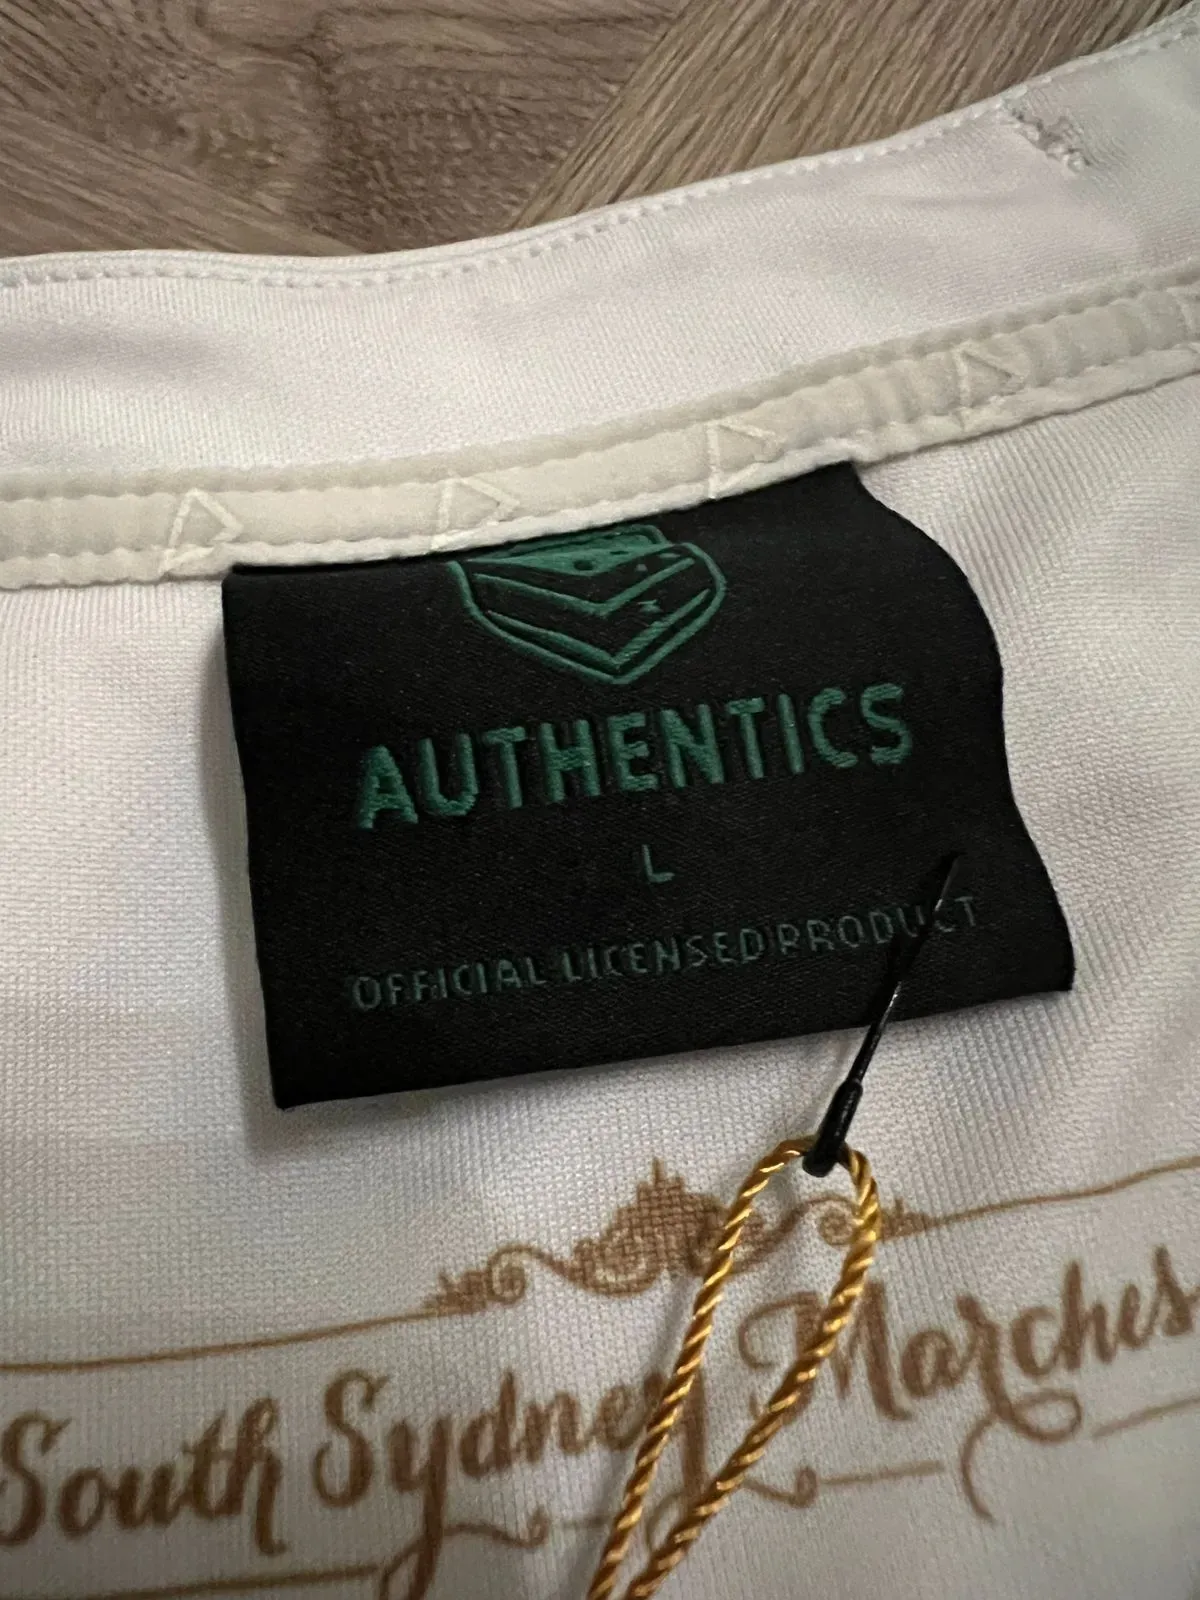 AUTHENTICS
L
OFFICIAL LICENSED PRODUCT
South Sydney Marches